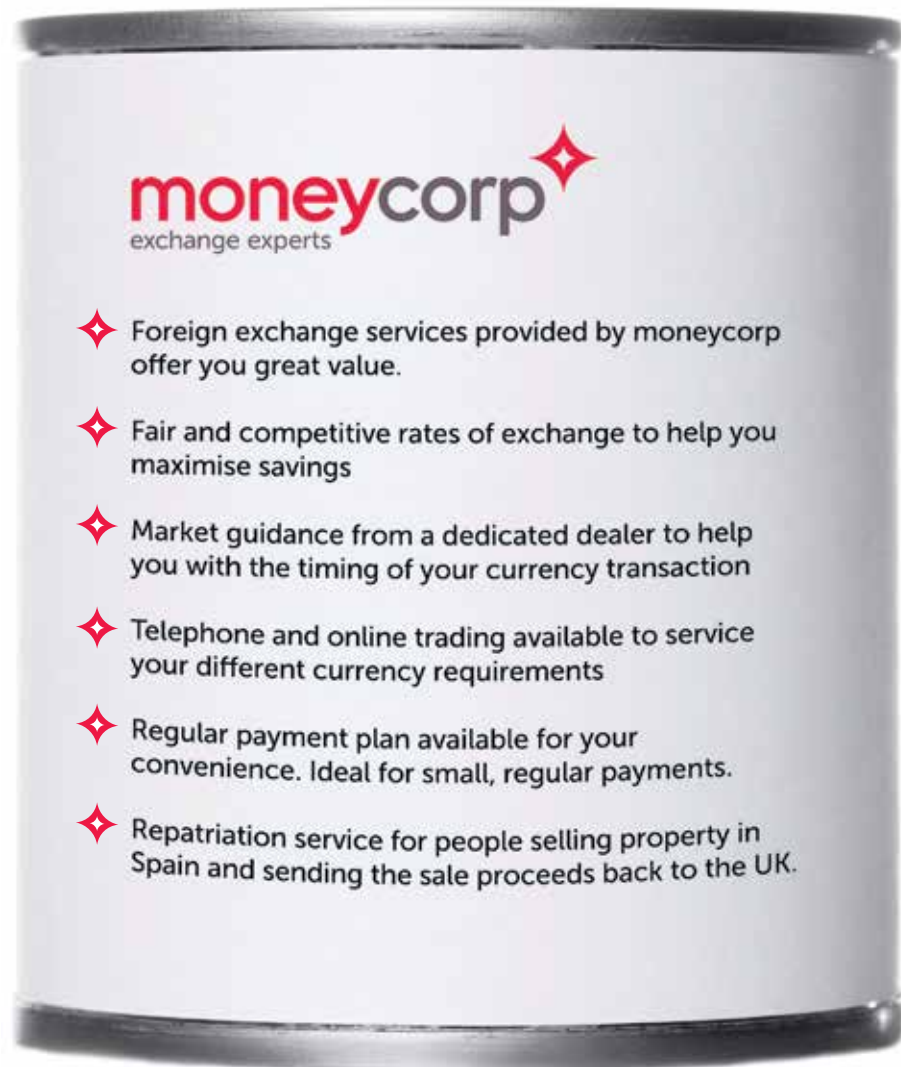 moneycorp
exchange experts
Foreign exchange services provided by moneycorp
offer you great value.
Fair and competitive rates of exchange to help you
maximise savings
Market guidance from a dedicated dealer to help
you with the timing of your currency transaction
Telephone and online trading available to service
your different currency requirements
Regular payment plan available for your
convenience. Ideal for small, regular payments.
Repatriation service for people selling property in
Spain and sending the sale proceeds back to the UK.